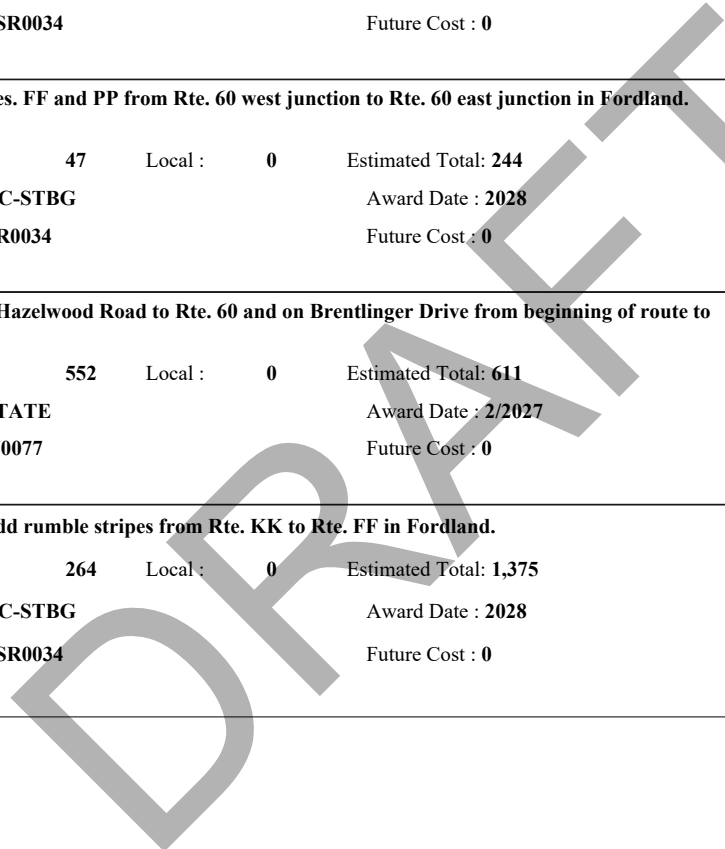 SR0034 Future Cost : 0
es. FF and PP from Rte. 60 west junction to Rte. 60 east junction in Fordland.
47 Local : 0 Estimated Total: 244
C-STBG Award Date : 2028
R0034 Future Cost : 0
Hazelwood Road to Rte. 60 and on Brentlinger Drive from beginning of route to
552 Local : 0 Estimated Total: 611
TATE Award Date : 2/2027
0077 Future Cost : 0
dd rumble stripes from Rte. KK to Rte. FF in Fordland.
264 Local : 0 Estimated Total: 1,375
C-STBG Award Date : 2028
SR0034 Future Cost : 0
DRAFT